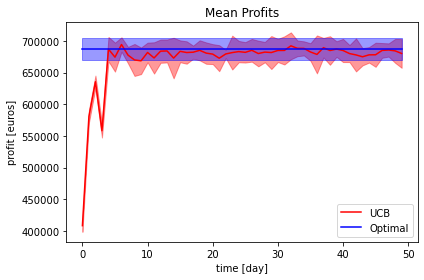 Mean Profits
profit [euros]
700000
650000
600000
550000
500000
450000
400000
0 10 20 30 40 50
time [day]
UCB
Optimal